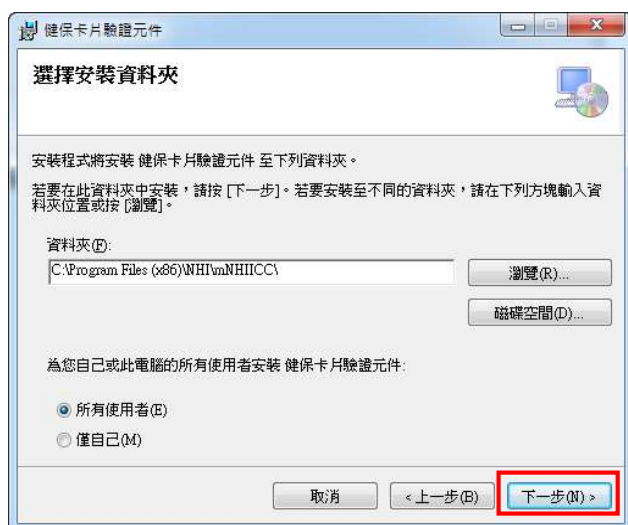 健保卡片驗證元件
選擇安裝資料夾
安裝程式將安裝 健保卡片驗證元件 至下列資料夾。
若要在此資料夾中安裝，請按 [下一步]。若要安裝至不同的資料夾，請在下列方塊輸入資
料夾位置或按 [瀏覽]。
資料夾(F):
C:\Program Files (x86)\NHI\mNHIICC\
瀏覽(R)...
磁碟空間(D)...
為您自己或此電腦的所有使用者安裝 健保卡片驗證元件:
所有使用者(E)
僅自己(M)
取消
<上一步(B)
下一步(N) >